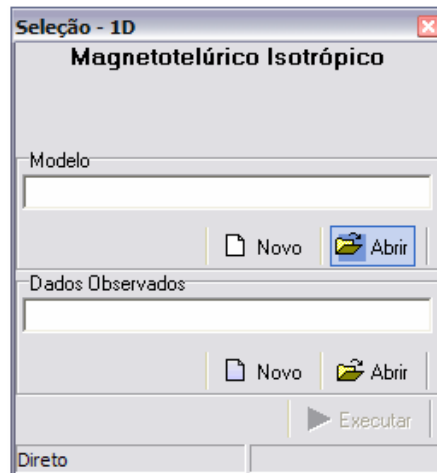 Seleção - 1D
Magnetotelúrico Isotrópico
Modelo
Novo Abrir
Dados Observados
Novo Abrir
Executar
Direto